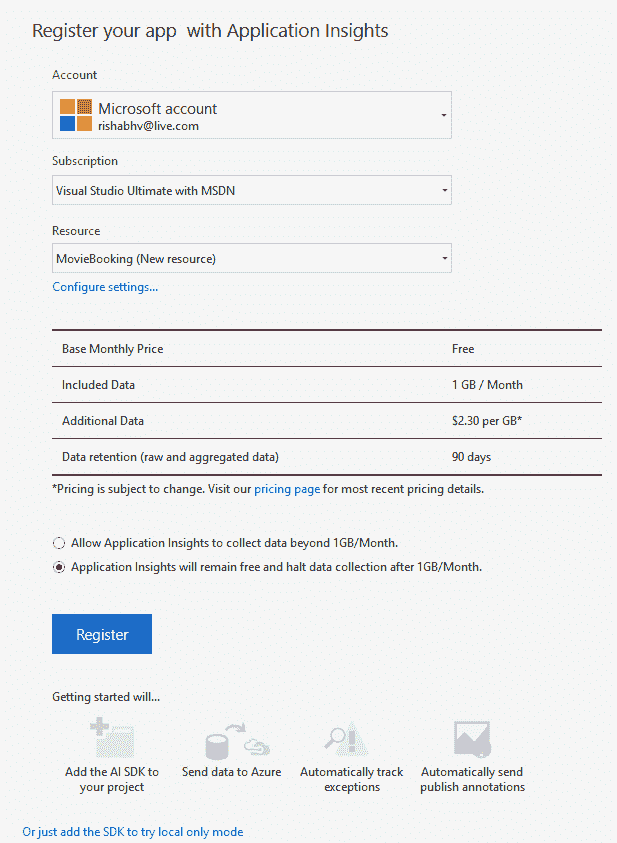 Register your app with Application Insights
Account
Microsoft account
rishabhv@live.com
Subscription
Visual Studio Ultimate with MSDN
Resource
MovieBooking (New resource)
Configure settings...
Base Monthly Price Free
Included Data 1 GB / Month
Additional Data $2.30 per GB*
Data retention (raw and aggregated data) 90 days
*Pricing is subject to change. Visit our pricing page for most recent pricing details.
Allow Application Insights to collect data beyond 1GB/Month.
Application Insights will remain free and halt data collection after 1GB/Month.
Register
Getting started will...
Add the AI SDK to
your project
Send data to Azure
Automatically track
exceptions
Automatically send
publish annotations
Or just add the SDK to try local only mode